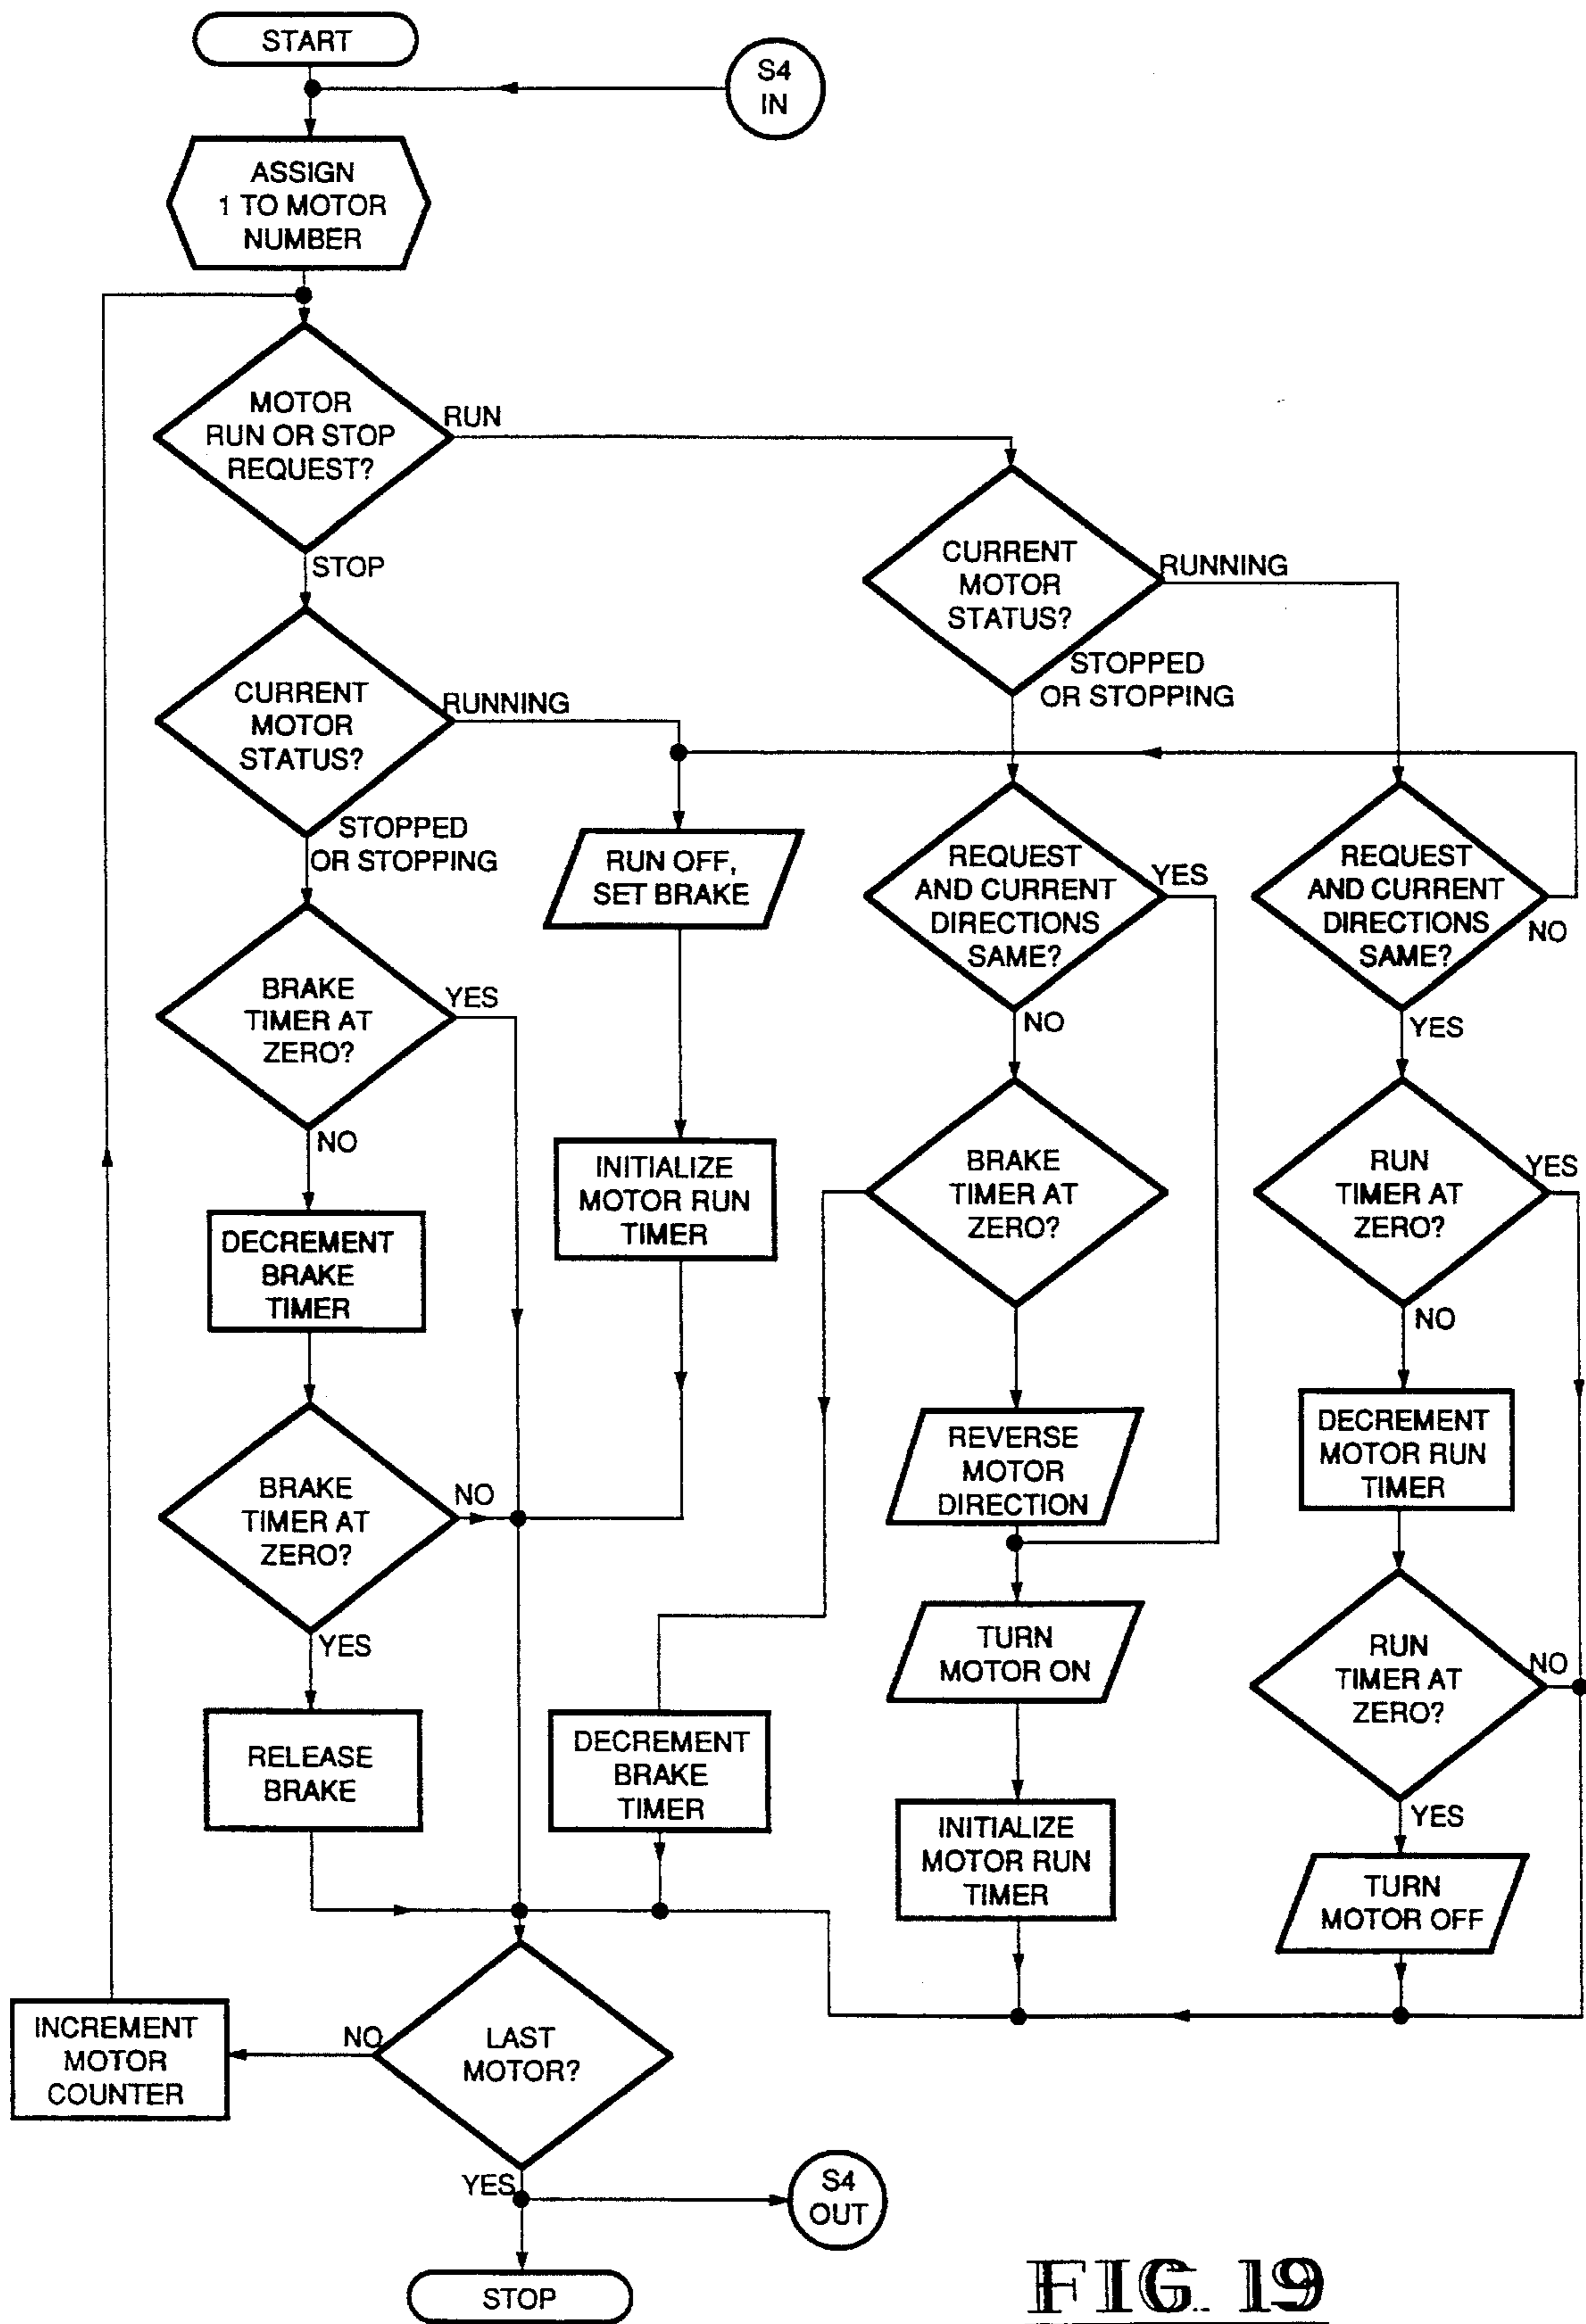 START
S4
IN
ASSIGN
1 TO MOTOR
NUMBER
MOTOR
RUN OR STOP
REQUEST?
RUN
STOP
CURRENT
MOTOR
STATUS?
RUNNING
STOPPED
OR STOPPING
CURRENT
MOTOR
STATUS?
RUNNING
STOPPED
OR STOPPING
RUN OFF,
SET BRAKE
REQUEST
AND CURRENT
DIRECTIONS
SAME?
YES
NO
REQUEST
AND CURRENT
DIRECTIONS
SAME?
NO
YES
BRAKE
TIMER AT
ZERO?
YES
NO
INITIALIZE
MOTOR RUN
TIMER
BRAKE
TIMER AT
ZERO?
RUN
TIMER AT
ZERO?
YES
NO
DECREMENT
BRAKE
TIMER
REVERSE
MOTOR
DIRECTION
DECREMENT
MOTOR RUN
TIMER
BRAKE
TIMER AT
ZERO?
NO
YES
TURN
MOTOR ON
RUN
TIMER AT
ZERO?
NO
YES
RELEASE
BRAKE
DECREMENT
BRAKE
TIMER
INITIALIZE
MOTOR RUN
TIMER
TURN
MOTOR OFF
INCREMENT
MOTOR
COUNTER
NO
LAST
MOTOR?
YES
S4
OUT
STOP
FIG. 19